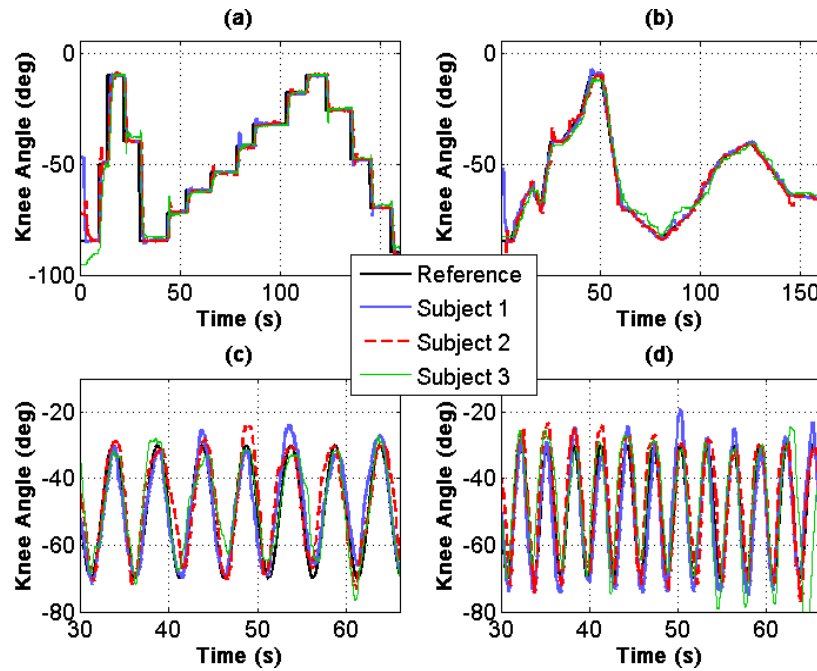 (a)
(b)
Knee Angle (deg)
0
-50
-100
0
50
100
Time (s)
Knee Angle (deg)
0
-50
-100
50
100
150
Time (s)
Reference
Subject 1
Subject 2
Subject 3
(c)
(d)
Knee Angle (deg)
-20
-40
-60
-80
30
40
50
60
Time (s)
Knee Angle (deg)
-20
-40
-60
-80
30
40
50
60
Time (s)